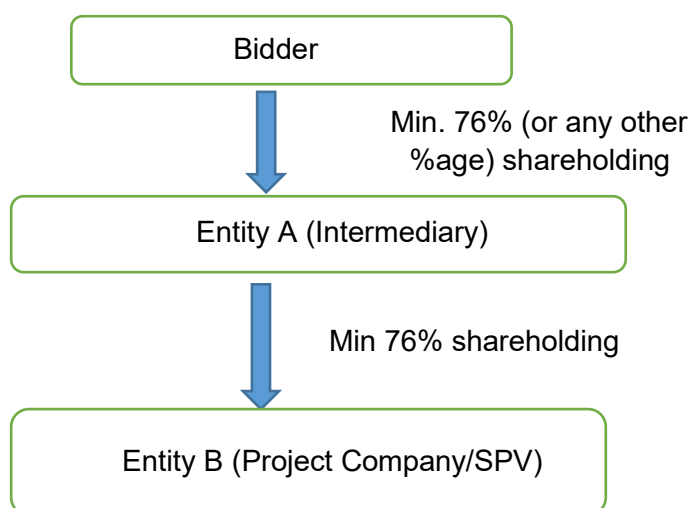 Bidder
Min. 76% (or any other
%age) shareholding
Entity A (Intermediary)
Min 76% shareholding
Entity B (Project Company/SPV)